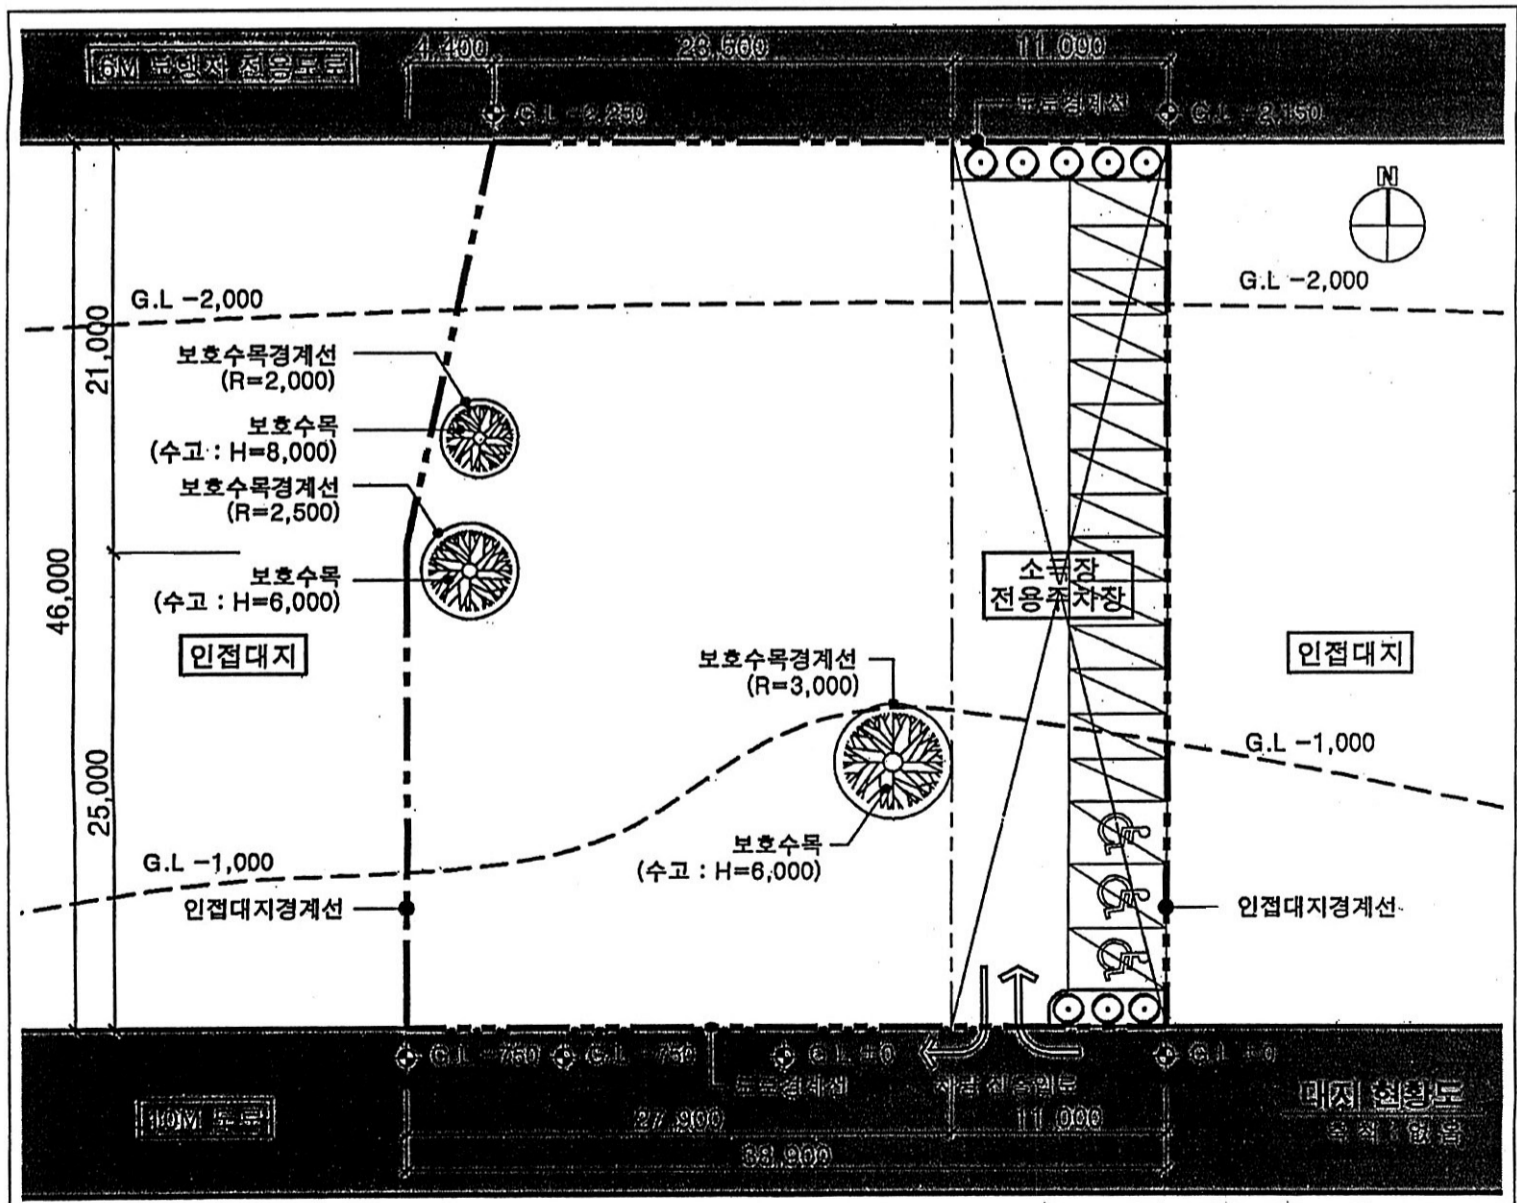 4,400
23,500
11,000
6M 보행자 전용도로
G.L -2,250
도로경계선
G.L -2,150
N
G.L -2,000
G.L -2,000
21,000
보호수목경계선
(R=2,000)
보호수목
(수고 : H=8,000)
보호수목경계선
(R=2,500)
46,000
보호수목
(수고 : H=6,000)
소극장
전용주차장
인접대지
인접대지
보호수목경계선
(R=3,000)
G.L -1,000
25,000
보호수목
(수고 : H=6,000)
G.L -1,000
인접대지경계선
인접대지경계선
G.L -750
G.L -750
G.L ±0
G.L ±0
도로경계선
차량 진출입로
10M 도로
27,900
11,000
38,900
대지 현황도
축척 : 없음